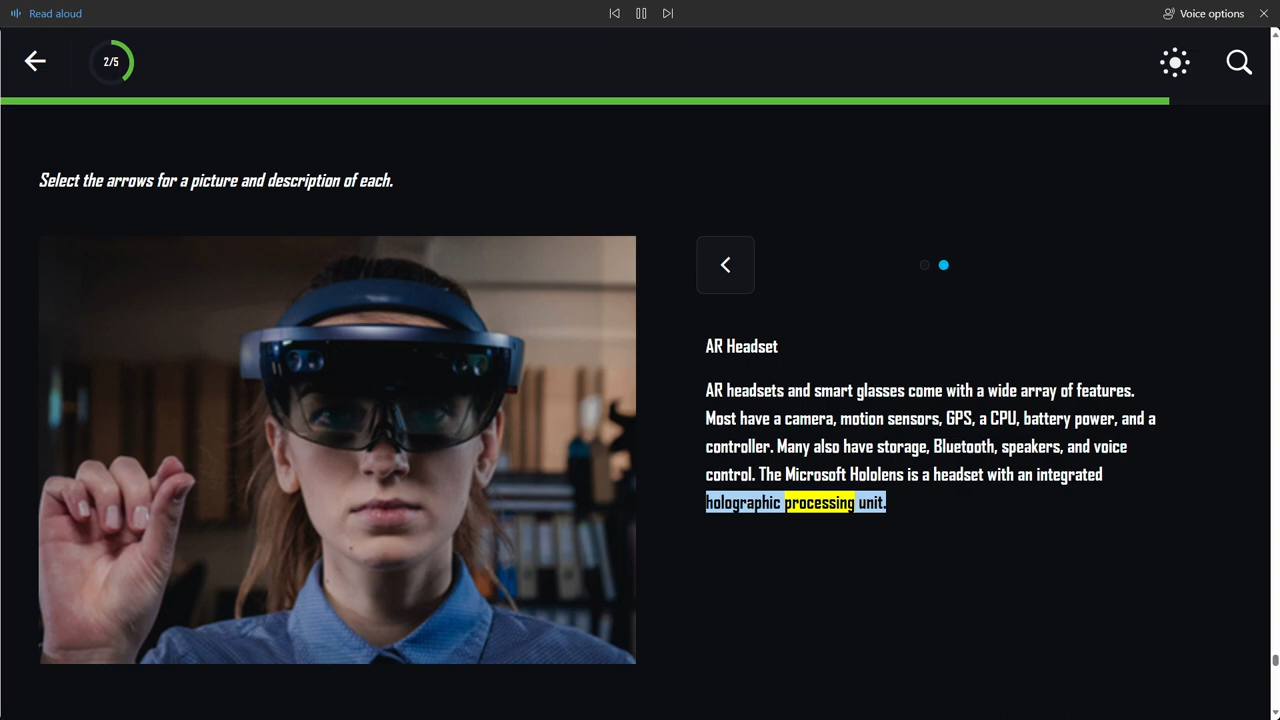 Read aloud
Voice options
2/5
Select the arrows for a picture and description of each.
AR Headset
AR headsets and smart glasses come with a wide array of features.
Most have a camera, motion sensors, GPS, a CPU, battery power, and a
controller. Many also have storage, Bluetooth, speakers, and voice
control. The Microsoft Hololens is a headset with an integrated
holographic processing unit.